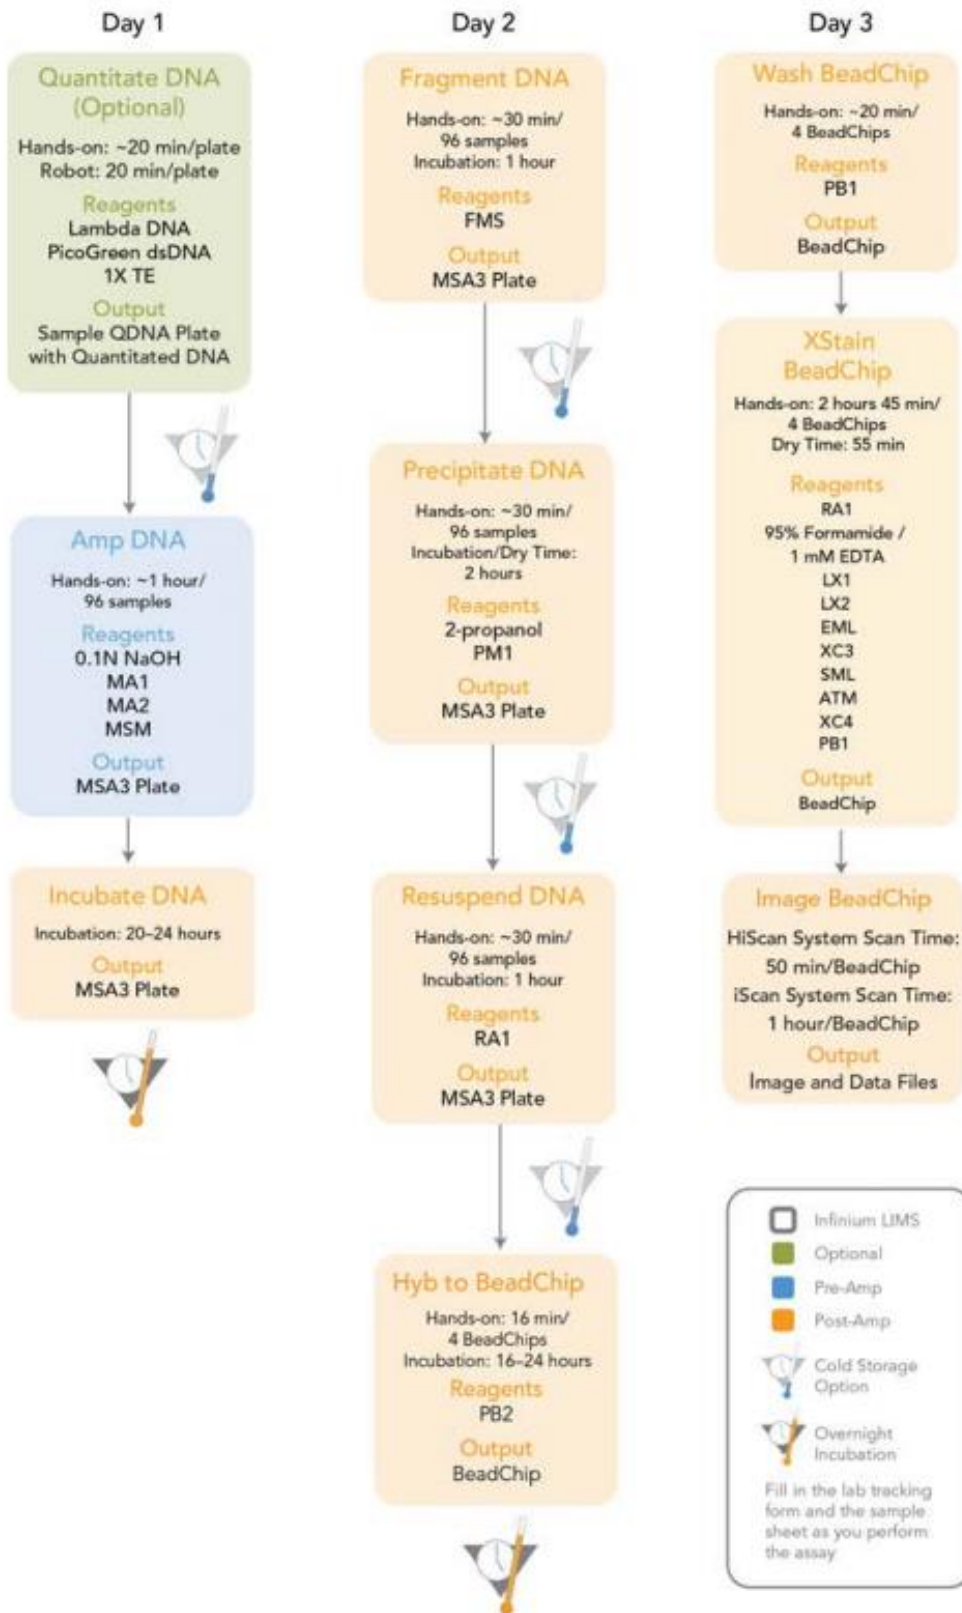 Day 1
Quantitate DNA
(Optional)
Hands-on: ~20 min/plate
Robot: 20 min/plate
Reagents
Lambda DNA
PicoGreen dsDNA
1X TE
Output
Sample QDNA Plate
with Quantitated DNA
Amp DNA
Hands-on: ~1 hour/
96 samples
Reagents
0.1N NaOH
MA1
MA2
MSM
Output
MSA3 Plate
Incubate DNA
Incubation: 20–24 hours
Output
MSA3 Plate
Day 2
Fragment DNA
Hands-on: ~30 min/
96 samples
Incubation: 1 hour
Reagents
FMS
Output
MSA3 Plate
Precipitate DNA
Hands-on: ~30 min/
96 samples
Incubation/Dry Time:
2 hours
Reagents
2-propanol
PM1
Output
MSA3 Plate
Resuspend DNA
Hands-on: ~30 min/
96 samples
Incubation: 1 hour
Reagents
RA1
Output
MSA3 Plate
Hyb to BeadChip
Hands-on: 16 min/
4 BeadChips
Incubation: 16–24 hours
Reagents
PB2
Output
BeadChip
Day 3
Wash BeadChip
Hands-on: ~20 min/
4 BeadChips
Reagents
PB1
Output
BeadChip
XStain
BeadChip
Hands-on: 2 hours 45 min/
4 BeadChips
Dry Time: 55 min
Reagents
RA1
95% Formamide /
1 mM EDTA
LX1
LX2
EML
XC3
SML
ATM
XC4
PB1
Output
BeadChip
Image BeadChip
HiScan System Scan Time:
50 min/BeadChip
iScan System Scan Time:
1 hour/BeadChip
Output
Image and Data Files
Infinium LIMS
Optional
Pre-Amp
Post-Amp
Cold Storage
Option
Overnight
Incubation
Fill in the lab tracking
form and the sample
sheet as you perform
the assay